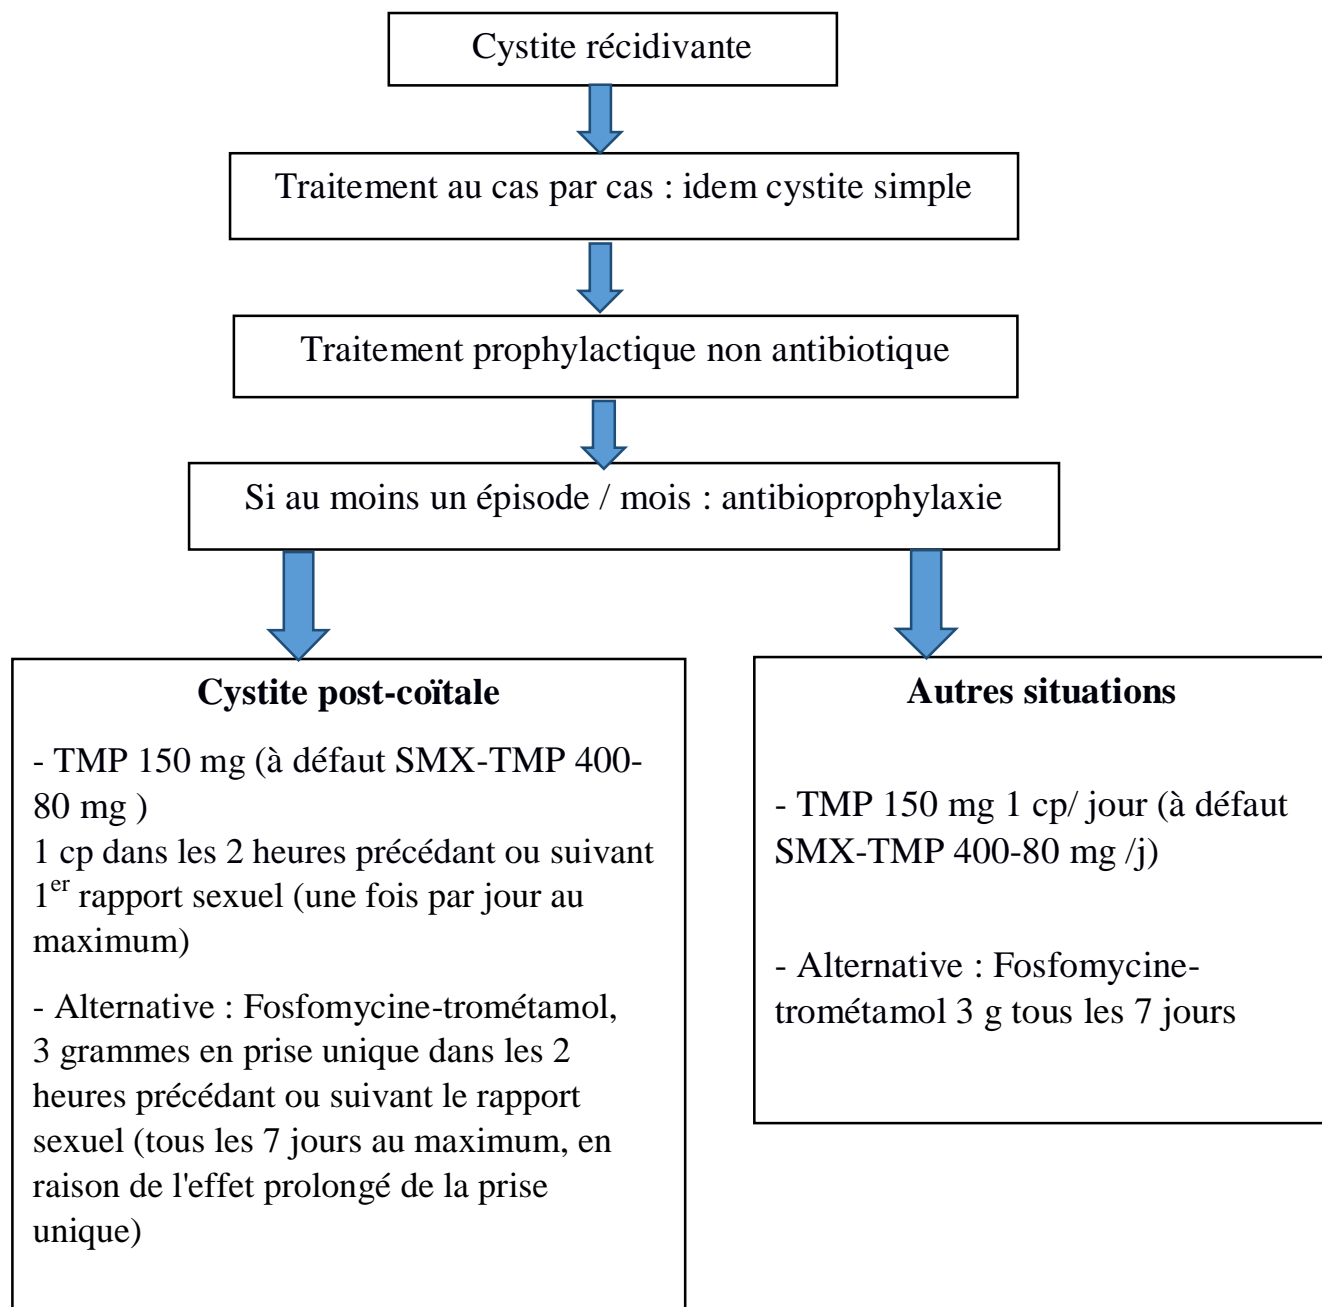 Cystite récidivante
Traitement au cas par cas : idem cystite simple
Traitement prophylactique non antibiotique
Si au moins un épisode / mois : antibioprophylaxie
Cystite post-coïtale
- TMP 150 mg (à défaut SMX-TMP 400-
80 mg )
1 cp dans les 2 heures précédant ou suivant
1er rapport sexuel (une fois par jour au
maximum)
- Alternative : Fosfomycine-trométamol,
3 grammes en prise unique dans les 2
heures précédant ou suivant le rapport
sexuel (tous les 7 jours au maximum, en
raison de l'effet prolongé de la prise
unique)
Autres situations
- TMP 150 mg 1 cp/ jour (à défaut
SMX-TMP 400-80 mg /j)
- Alternative : Fosfomycine-
trométamol 3 g tous les 7 jours